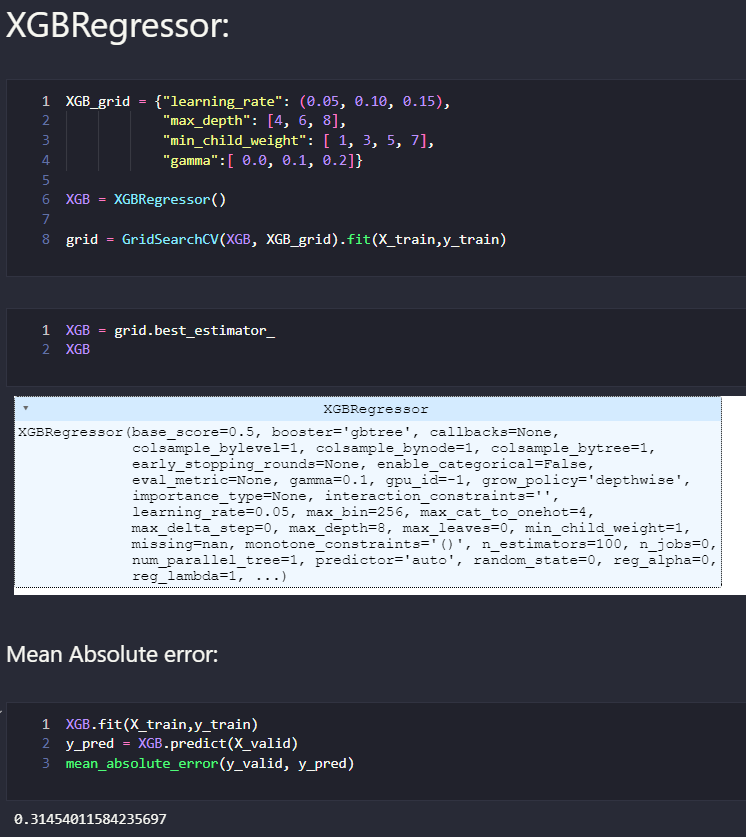 XGBRegressor:
1 XGB_grid = {"learning_rate": (0.05, 0.10, 0.15),
2 "max_depth": [4, 6, 8],
3 "min_child_weight": [ 1, 3, 5, 7],
4 "gamma":[ 0.0, 0.1, 0.2]}
5
6 XGB = XGBRegressor()
7
8 grid = GridSearchCV(XGB, XGB_grid).fit(X_train,y_train)
1 XGB = grid.best_estimator_
2 XGB
XGBRegressor
XGBRegressor(base_score=0.5, booster='gbtree', callbacks=None,
colsample_bylevel=1, colsample_bynode=1, colsample_bytree=1,
early_stopping_rounds=None, enable_categorical=False,
eval_metric=None, gamma=0.1, gpu_id=-1, grow_policy='depthwise',
importance_type=None, interaction_constraints='',
learning_rate=0.05, max_bin=256, max_cat_to_onehot=4,
max_delta_step=0, max_depth=8, max_leaves=0, min_child_weight=1,
missing=nan, monotone_constraints='()', n_estimators=100, n_jobs=0,
num_parallel_tree=1, predictor='auto', random_state=0, reg_alpha=0,
reg_lambda=1, ...)
Mean Absolute error:
1 XGB.fit(X_train,y_train)
2 y_pred = XGB.predict(X_valid)
3 mean_absolute_error(y_valid, y_pred)
0.31454011584235697